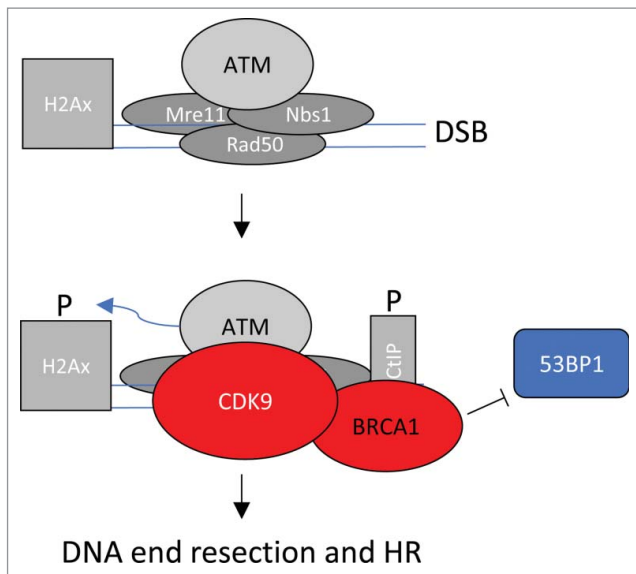 ATM
H2Ax
Mre11
Nbs1
DSB
Rad50
P
P
ATM
H2Ax
CtIP
53BP1
CDK9
BRCA1
DNA end resection and HR